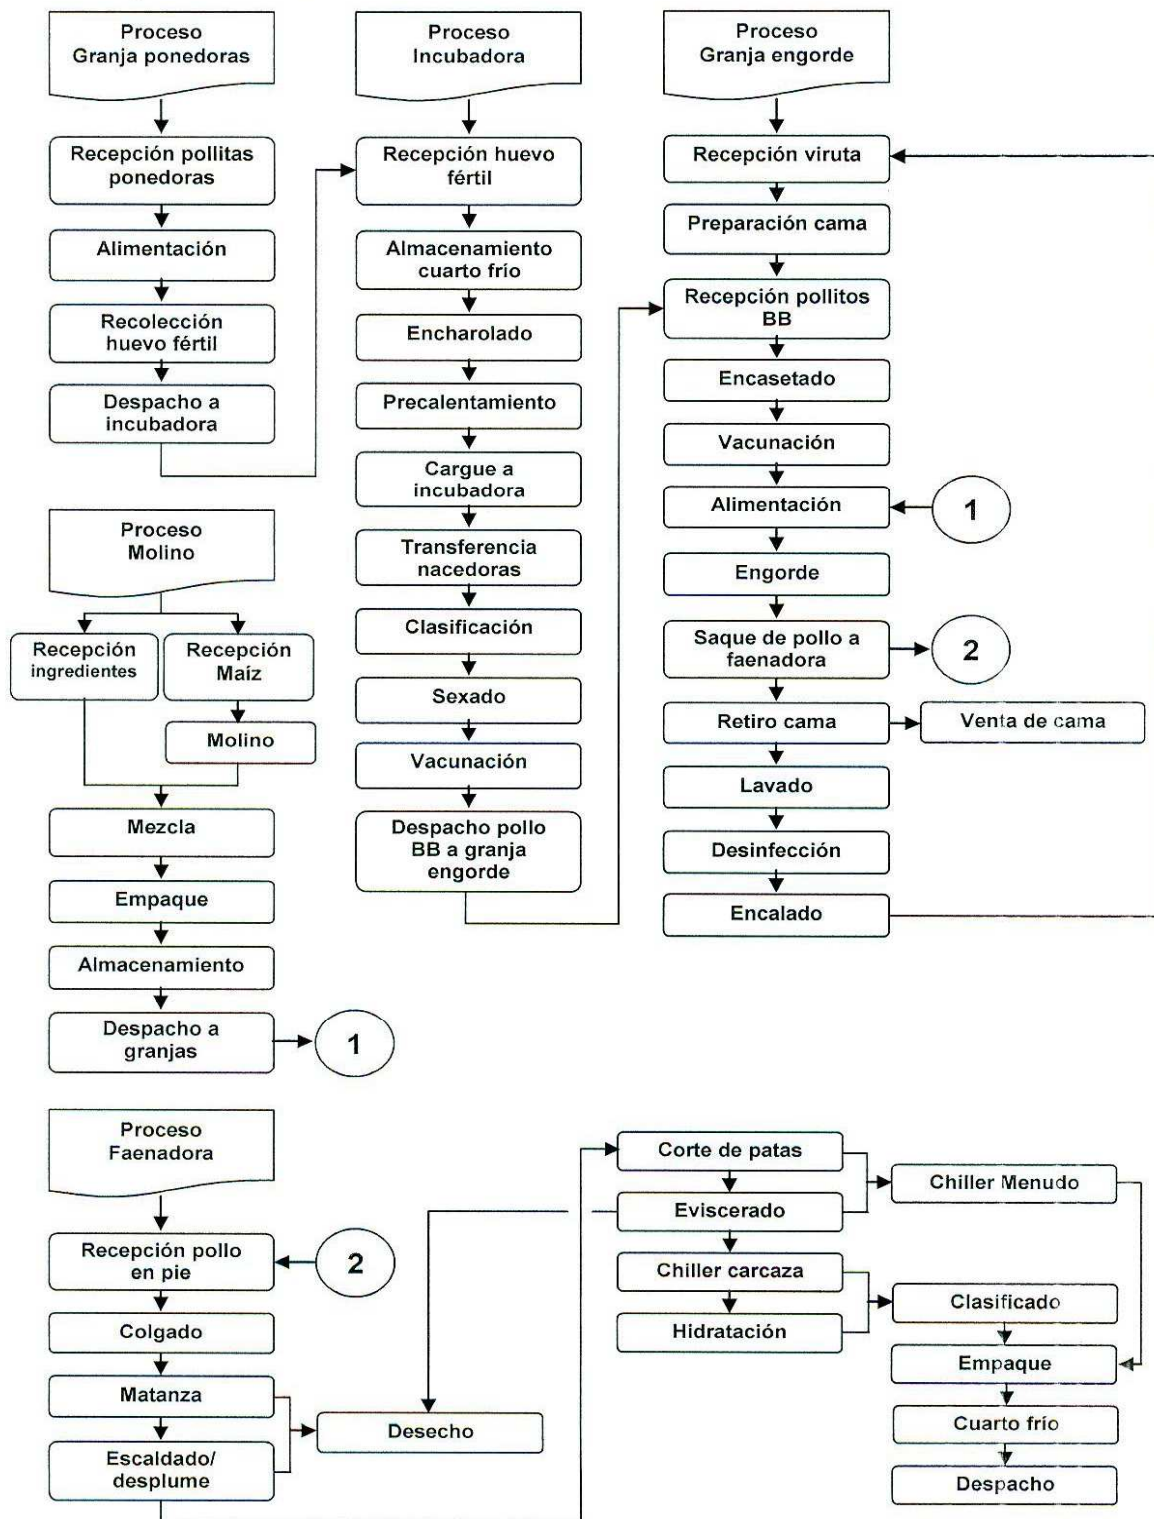 Proceso
Granja ponedoras
Recepción pollitas
ponedoras
Alimentación
Recolección
huevo fértil
Despacho a
incubadora
Proceso
Molino
Recepción
ingredientes
Recepción
Maíz
Molino
Mezcla
Empaque
Almacenamiento
Despacho a
granjas
1
Proceso
Incubadora
Recepción huevo
fértil
Almacenamiento
cuarto frío
Encharolado
Precalentamiento
Cargue a
incubadora
Transferencia
nacedoras
Clasificación
Sexado
Vacunación
Despacho pollo
BB a granja
engorde
Proceso
Granja engorde
Recepción viruta
Preparación cama
Recepción pollitos
BB
Encasetado
Vacunación
Alimentación
1
Engorde
Saque de pollo a
faenadora
2
Retiro cama
Venta de cama
Lavado
Desinfección
Encalado
Proceso
Faenadora
Recepción pollo
en pie
2
Colgado
Matanza
Escaldado/
desplume
Desecho
Corte de patas
Eviscerado
Chiller carcaza
Hidratación
Chiller Menudo
Clasificado
Empaque
Cuarto frío
Despacho